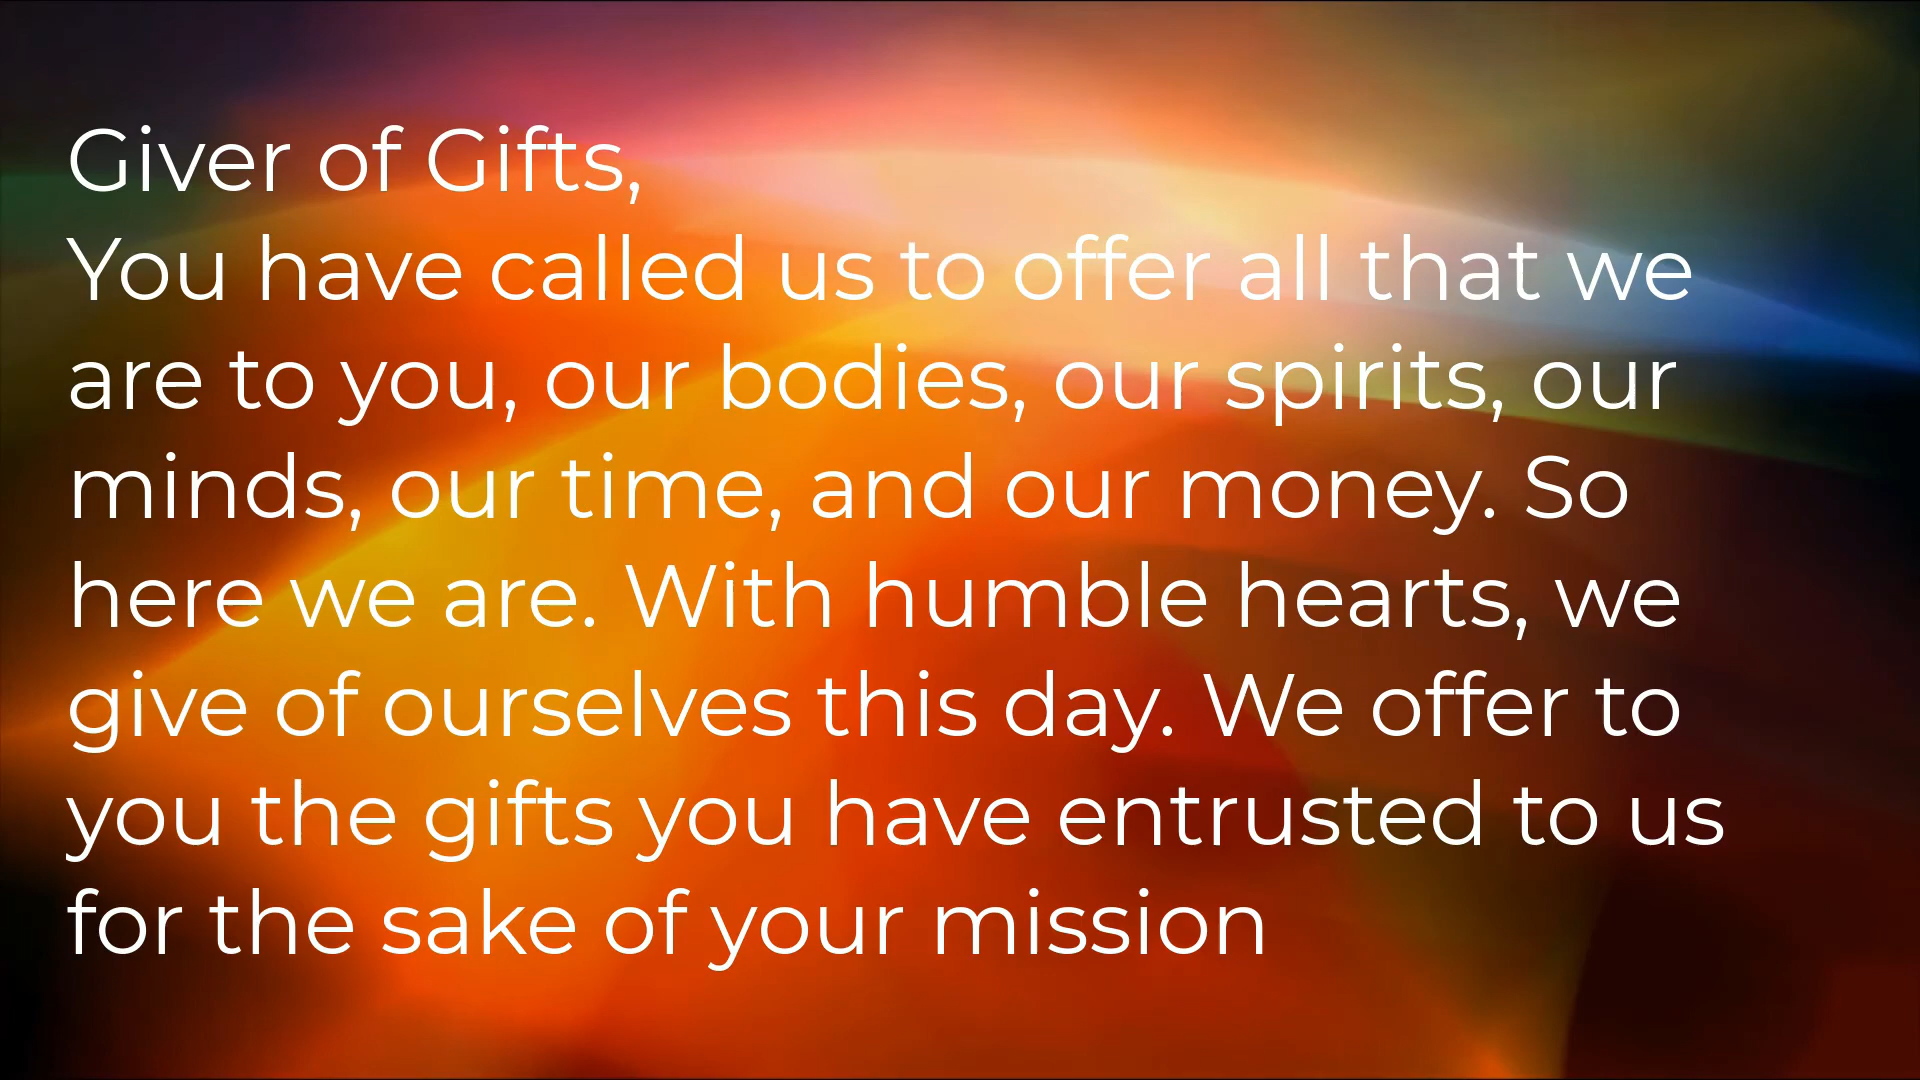 Giver of Gifts,
You have called us to offer all that we
are to you, our bodies, our spirits, our
minds, our time, and our money. So
here we are. With humble hearts, we
give of ourselves this day. We offer to
you the gifts you have entrusted to us
for the sake of your mission